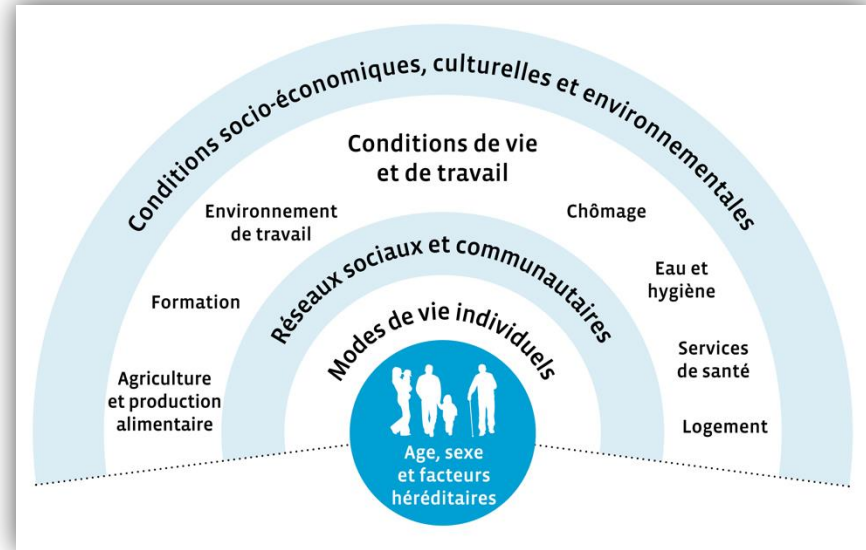 Conditions socio-économiques, culturelles et environnementales
Conditions de vie
et de travail
Environnement
de travail
Chômage
Réseaux sociaux et communautaires
Eau et
hygiène
Formation
Modes de vie individuels
Services
de santé
Agriculture
et production
alimentaire
Logement
Age, sexe
et facteurs
héréditaires